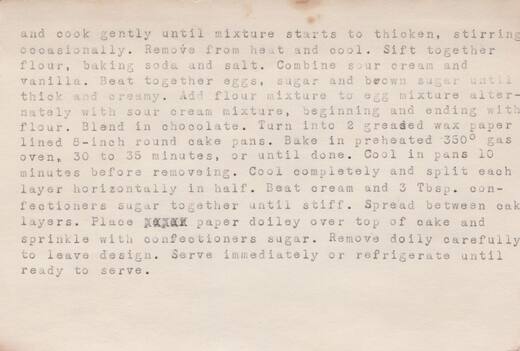 and cook gently until mixture starts to thicken, stirring
occasionally. Remove from heat and cool. Sift together
flour, baking soda and salt. Combine sour cream and
vanilla. Beat together eggs, sugar and brown sugar until
thick and creamy. Add flour mixture to egg mixture alter-
nately with sour cream mixture, beginning and ending with
flour. Blend in chocolate. Turn into 2 greased wax paper
lined 8-inch round cake pans. Bake in preheated 350° gas
oven, 30 to 35 minutes, or until done. Cool in pans 10
minutes before removeing. Cool completely and split each
layer horizontally in half. Beat cream and 3 Tbsp. con-
fectioners sugar together until stiff. Spread between cak
layers. Place paper doiley over top of cake and
sprinkle with confectioners sugar. Remove doily carefully
to leave design. Serve immediately or refrigerate until
ready to serve.